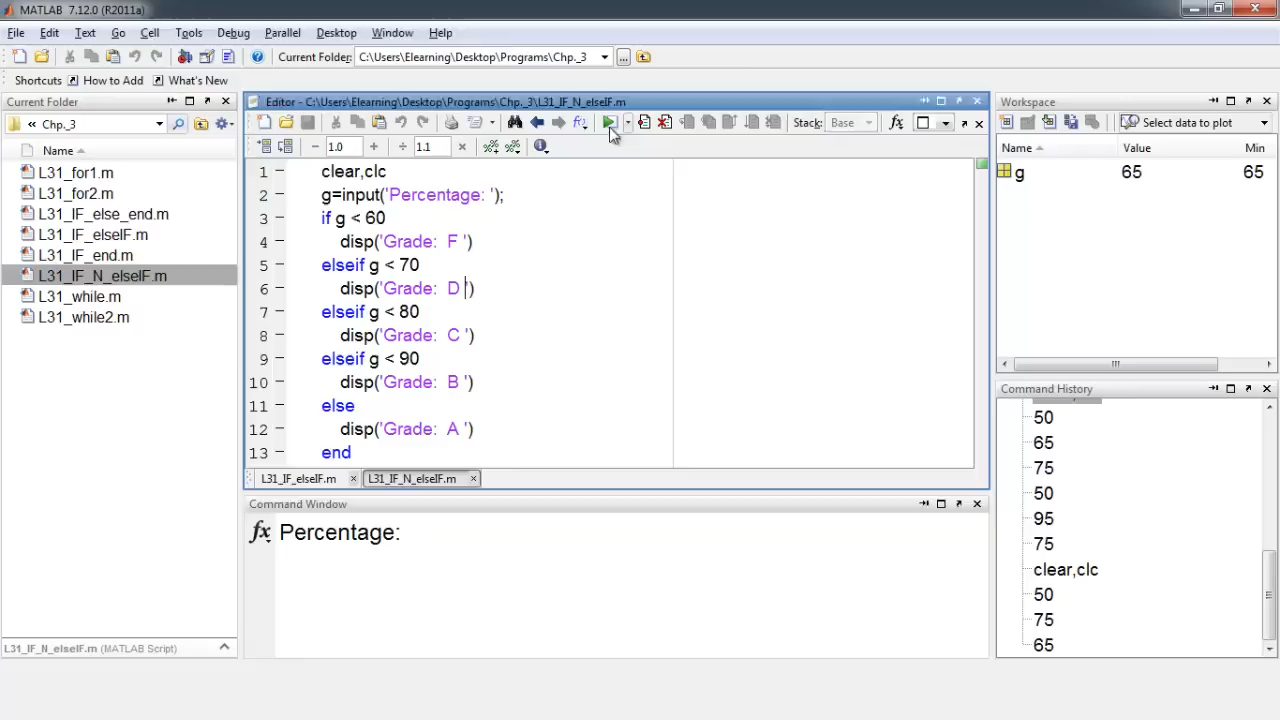 MATLAB 7.12.0 (R2011a)
File Edit Text Go Cell Tools Debug Parallel Desktop Window Help
Current Folder: C:\Users\Elearning\Desktop\Programs\Chp._3
Shortcuts How to Add What's New
Current Folder
« Chp._3
Name
L31_for1.m
L31_for2.m
L31_IF_else_end.m
L31_IF_elseIF.m
L31_IF_end.m
L31_IF_N_elseIF.m
L31_while.m
L31_while2.m
L31_IF_N_elseIF.m (MATLAB Script)
Editor - C:\Users\Elearning\Desktop\Programs\Chp._3\L31_IF_N_elseIF.m
Stack: Base fx
1.0 1.1
1 clear,clc
2 g=input('Percentage: ');
3 if g < 60
4 disp('Grade: F ')
5 elseif g < 70
6 disp('Grade: D ')
7 elseif g < 80
8 disp('Grade: C ')
9 elseif g < 90
10 disp('Grade: B ')
11 else
12 disp('Grade: A ')
13 end
L31_IF_elseIF.m L31_IF_N_elseIF.m
Command Window
fx Percentage:
Workspace
Select data to plot
Name Value Min
g 65 65
Command History
50
65
75
50
95
75
clear,clc
50
75
65